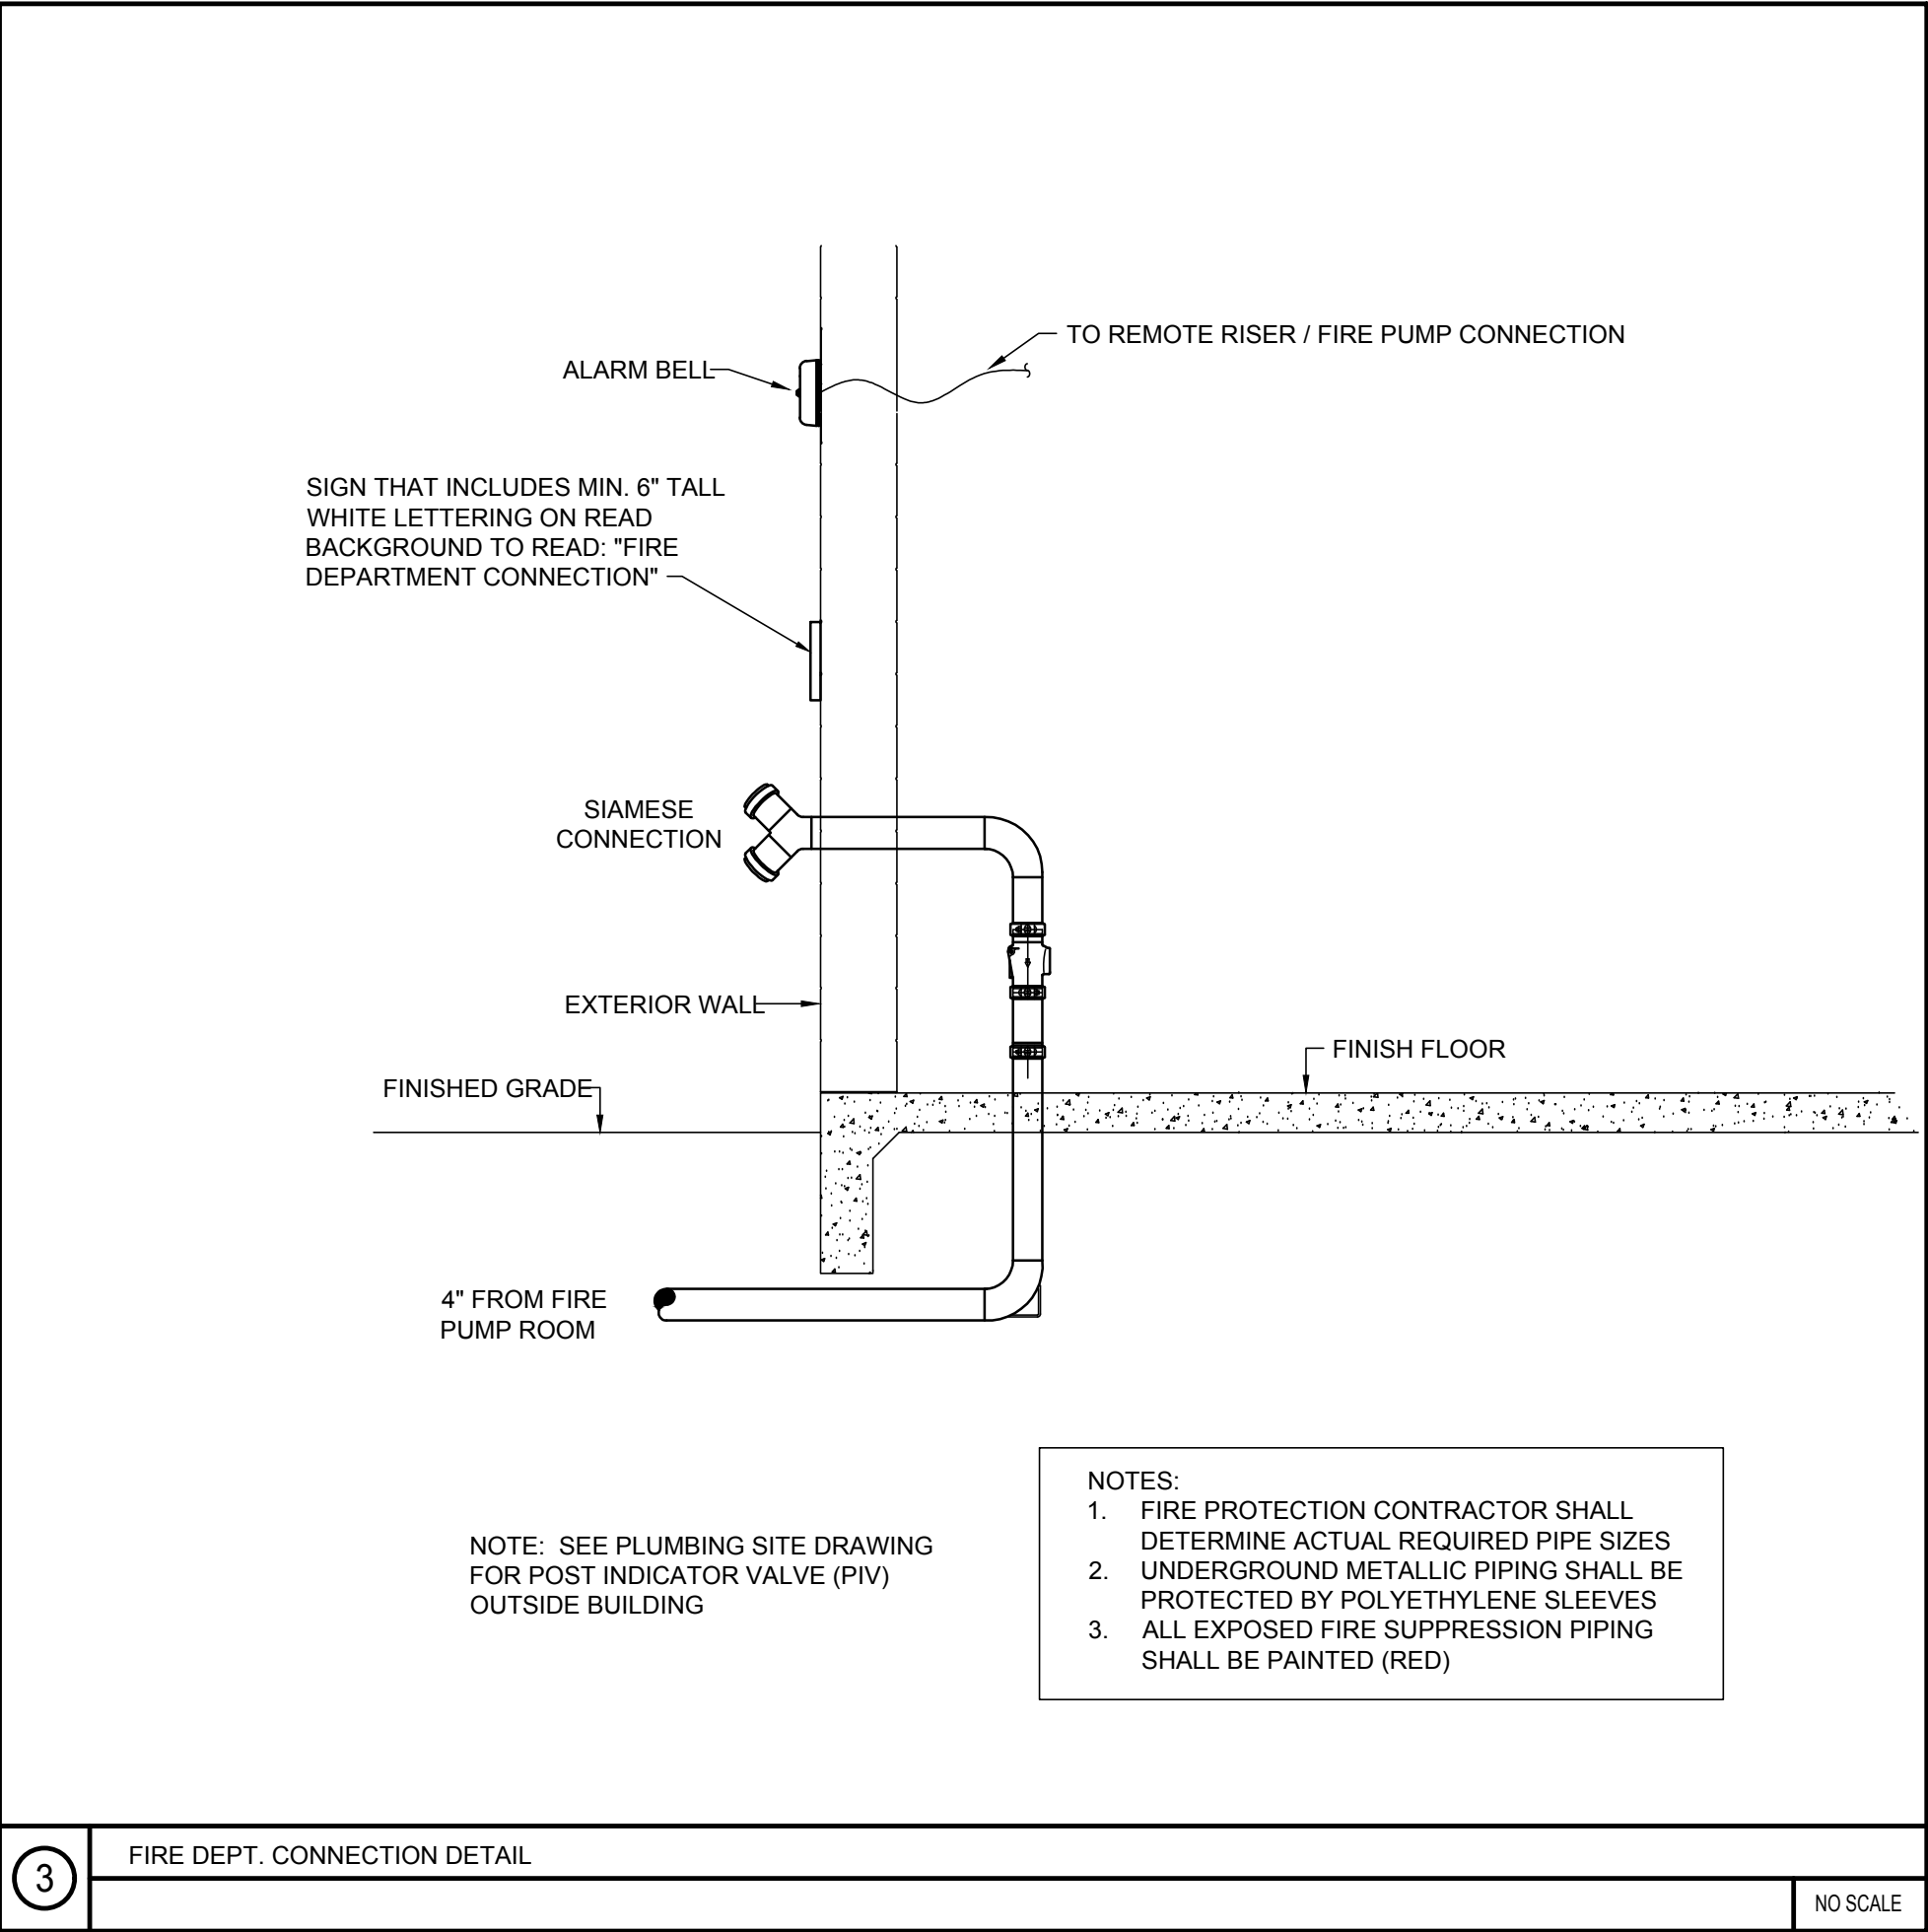 TO REMOTE RISER / FIRE PUMP CONNECTION
ALARM BELL
SIGN THAT INCLUDES MIN. 6" TALL
WHITE LETTERING ON READ
BACKGROUND TO READ: "FIRE
DEPARTMENT CONNECTION"
SIAMESE
CONNECTION
EXTERIOR WALL
FINISH FLOOR
FINISHED GRADE
4" FROM FIRE
PUMP ROOM
NOTE: SEE PLUMBING SITE DRAWING
FOR POST INDICATOR VALVE (PIV)
OUTSIDE BUILDING
NOTES:
1. FIRE PROTECTION CONTRACTOR SHALL
DETERMINE ACTUAL REQUIRED PIPE SIZES
2. UNDERGROUND METALLIC PIPING SHALL BE
PROTECTED BY POLYETHYLENE SLEEVES
3. ALL EXPOSED FIRE SUPPRESSION PIPING
SHALL BE PAINTED (RED)
3
FIRE DEPT. CONNECTION DETAIL
NO SCALE